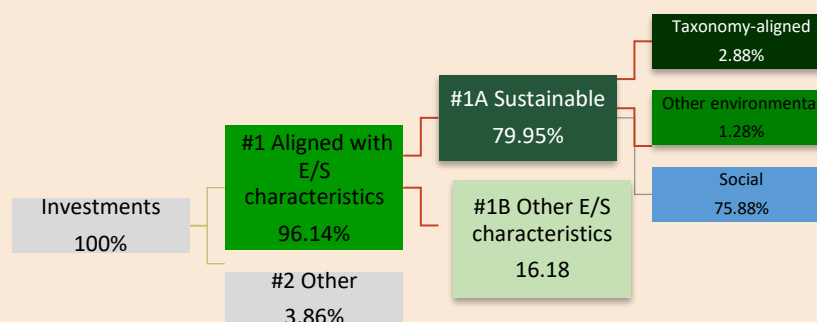 Investments
100%
#1 Aligned with
E/S
characteristics
96.14%
#2 Other
3.86%
#1A Sustainable
79.95%
#1B Other E/S
characteristics
16.18
Taxonomy-aligned
2.88%
Other environmenta
1.28%
Social
75.88%